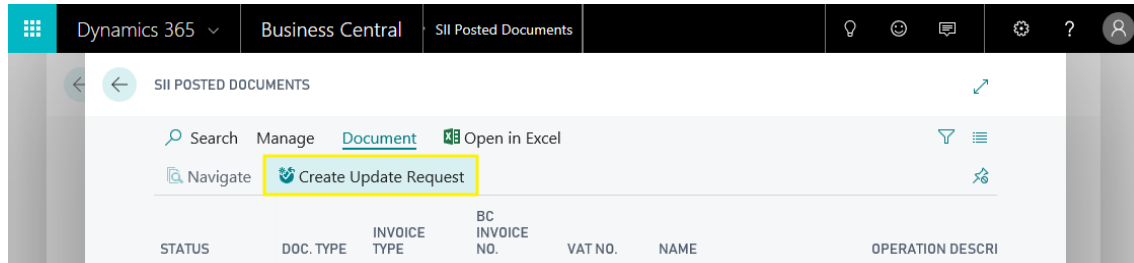 Dynamics 365 Business Central SII Posted Documents ?
SII POSTED DOCUMENTS
Search Manage Document Open in Excel
Navigate Create Update Request
STATUS DOC. TYPE INVOICE TYPE BC INVOICE NO. VAT NO. NAME OPERATION DESCRI